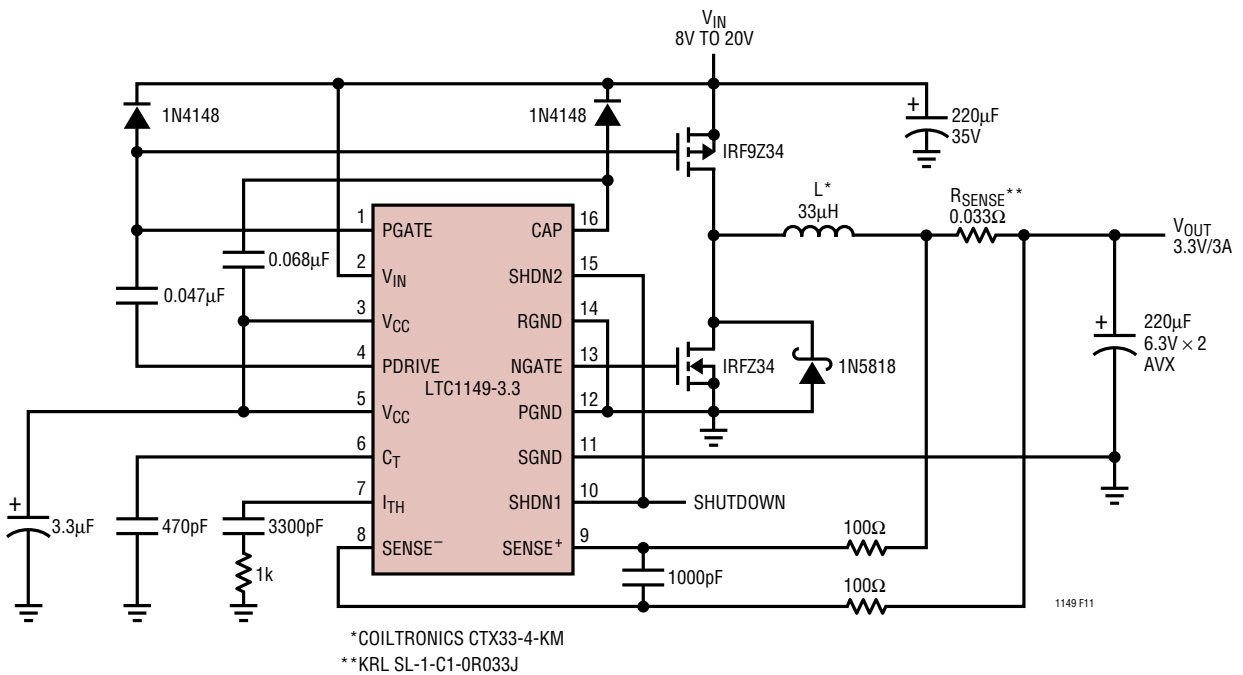 V_IN
8V TO 20V
1N4148
1N4148
+
220μF
35V
IRF9Z34
L*
33μH
R_SENSE**
0.033Ω
V_OUT
3.3V/3A
1
PGATE
CAP
16
0.068μF
2
V_IN
SHDN2
15
0.047μF
3
V_CC
RGND
14
4
PDRIVE
NGATE
13
IRFZ34
1N5818
+
220μF
6.3V × 2
AVX
LTC1149-3.3
5
V_CC
PGND
12
6
C_T
SGND
11
7
I_TH
SHDN1
10
SHUTDOWN
+
3.3μF
470pF
3300pF
8
SENSE⁻
SENSE⁺
9
100Ω
1k
1000pF
100Ω
1149 F11
*COILTRONICS CTX33-4-KM
**KRL SL-1-C1-0R033J